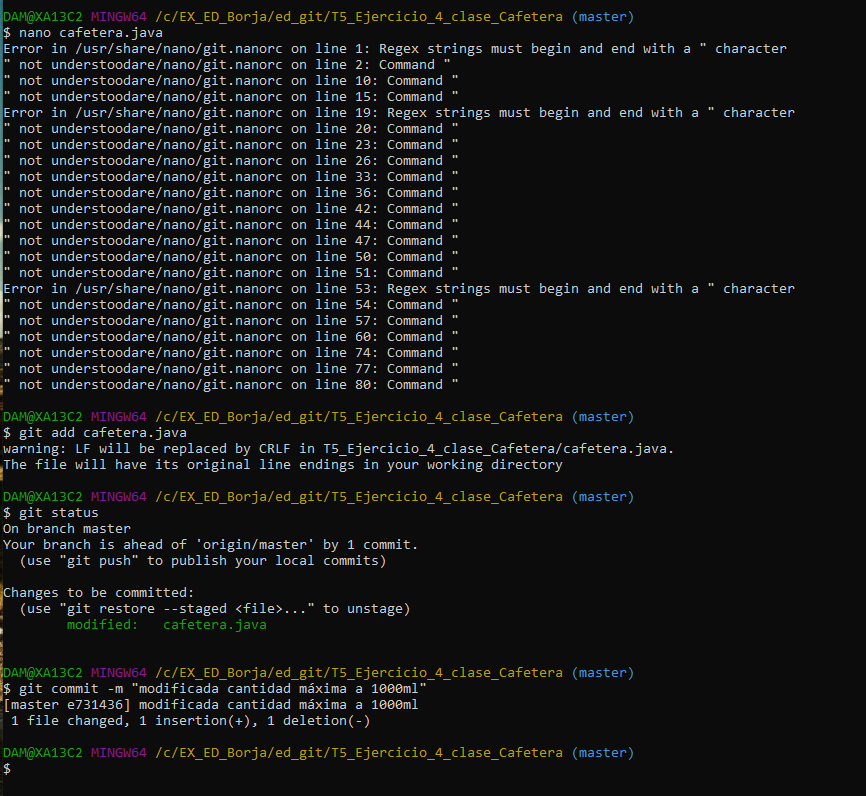 DAM@XA13C2 MINGW64 /c/EX_ED_Borja/ed_git/T5_Ejercicio_4_clase_Cafetera (master)
$ nano cafetera.java
Error in /usr/share/nano/git.nanorc on line 1: Regex strings must begin and end with a " character
" not understoodare/nano/git.nanorc on line 2: Command "
" not understoodare/nano/git.nanorc on line 10: Command "
" not understoodare/nano/git.nanorc on line 15: Command "
Error in /usr/share/nano/git.nanorc on line 19: Regex strings must begin and end with a " character
" not understoodare/nano/git.nanorc on line 20: Command "
" not understoodare/nano/git.nanorc on line 23: Command "
" not understoodare/nano/git.nanorc on line 26: Command "
" not understoodare/nano/git.nanorc on line 33: Command "
" not understoodare/nano/git.nanorc on line 36: Command "
" not understoodare/nano/git.nanorc on line 42: Command "
" not understoodare/nano/git.nanorc on line 44: Command "
" not understoodare/nano/git.nanorc on line 47: Command "
" not understoodare/nano/git.nanorc on line 50: Command "
" not understoodare/nano/git.nanorc on line 51: Command "
Error in /usr/share/nano/git.nanorc on line 53: Regex strings must begin and end with a " character
" not understoodare/nano/git.nanorc on line 54: Command "
" not understoodare/nano/git.nanorc on line 57: Command "
" not understoodare/nano/git.nanorc on line 60: Command "
" not understoodare/nano/git.nanorc on line 74: Command "
" not understoodare/nano/git.nanorc on line 77: Command "
" not understoodare/nano/git.nanorc on line 80: Command "
DAM@XA13C2 MINGW64 /c/EX_ED_Borja/ed_git/T5_Ejercicio_4_clase_Cafetera (master)
$ git add cafetera.java
warning: LF will be replaced by CRLF in T5_Ejercicio_4_clase_Cafetera/cafetera.java.
The file will have its original line endings in your working directory
DAM@XA13C2 MINGW64 /c/EX_ED_Borja/ed_git/T5_Ejercicio_4_clase_Cafetera (master)
$ git status
On branch master
Your branch is ahead of 'origin/master' by 1 commit.
(use "git push" to publish your local commits)
Changes to be committed:
(use "git restore --staged <file>..." to unstage)
modified: cafetera.java
DAM@XA13C2 MINGW64 /c/EX_ED_Borja/ed_git/T5_Ejercicio_4_clase_Cafetera (master)
$ git commit -m "modificada cantidad máxima a 1000ml"
[master e731436] modificada cantidad máxima a 1000ml
1 file changed, 1 insertion(+), 1 deletion(-)
DAM@XA13C2 MINGW64 /c/EX_ED_Borja/ed_git/T5_Ejercicio_4_clase_Cafetera (master)
$